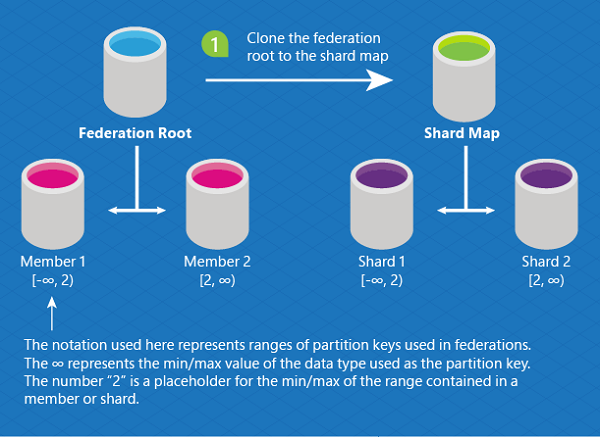 1
Clone the federation
root to the shard map
Federation Root
Shard Map
Member 1
[-∞, 2)
Member 2
[2, ∞)
Shard 1
[-∞, 2)
Shard 2
[2, ∞)
The notation used here represents ranges of partition keys used in federations.
The ∞ represents the min/max value of the data type used as the partition key.
The number “2” is a placeholder for the min/max of the range contained in a
member or shard.